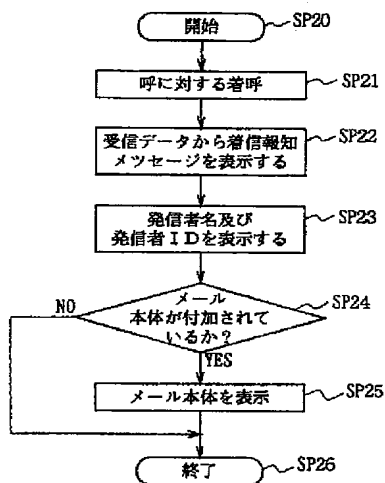 開始
SP20
呼に対する着呼
SP21
受信データから着信報知
メツセージを表示する
SP22
発信者名及び
発信者IDを表示する
SP23
メール
本体が付加されて
いるか?
SP24
NO
YES
メール本体を表示
SP25
終了
SP26